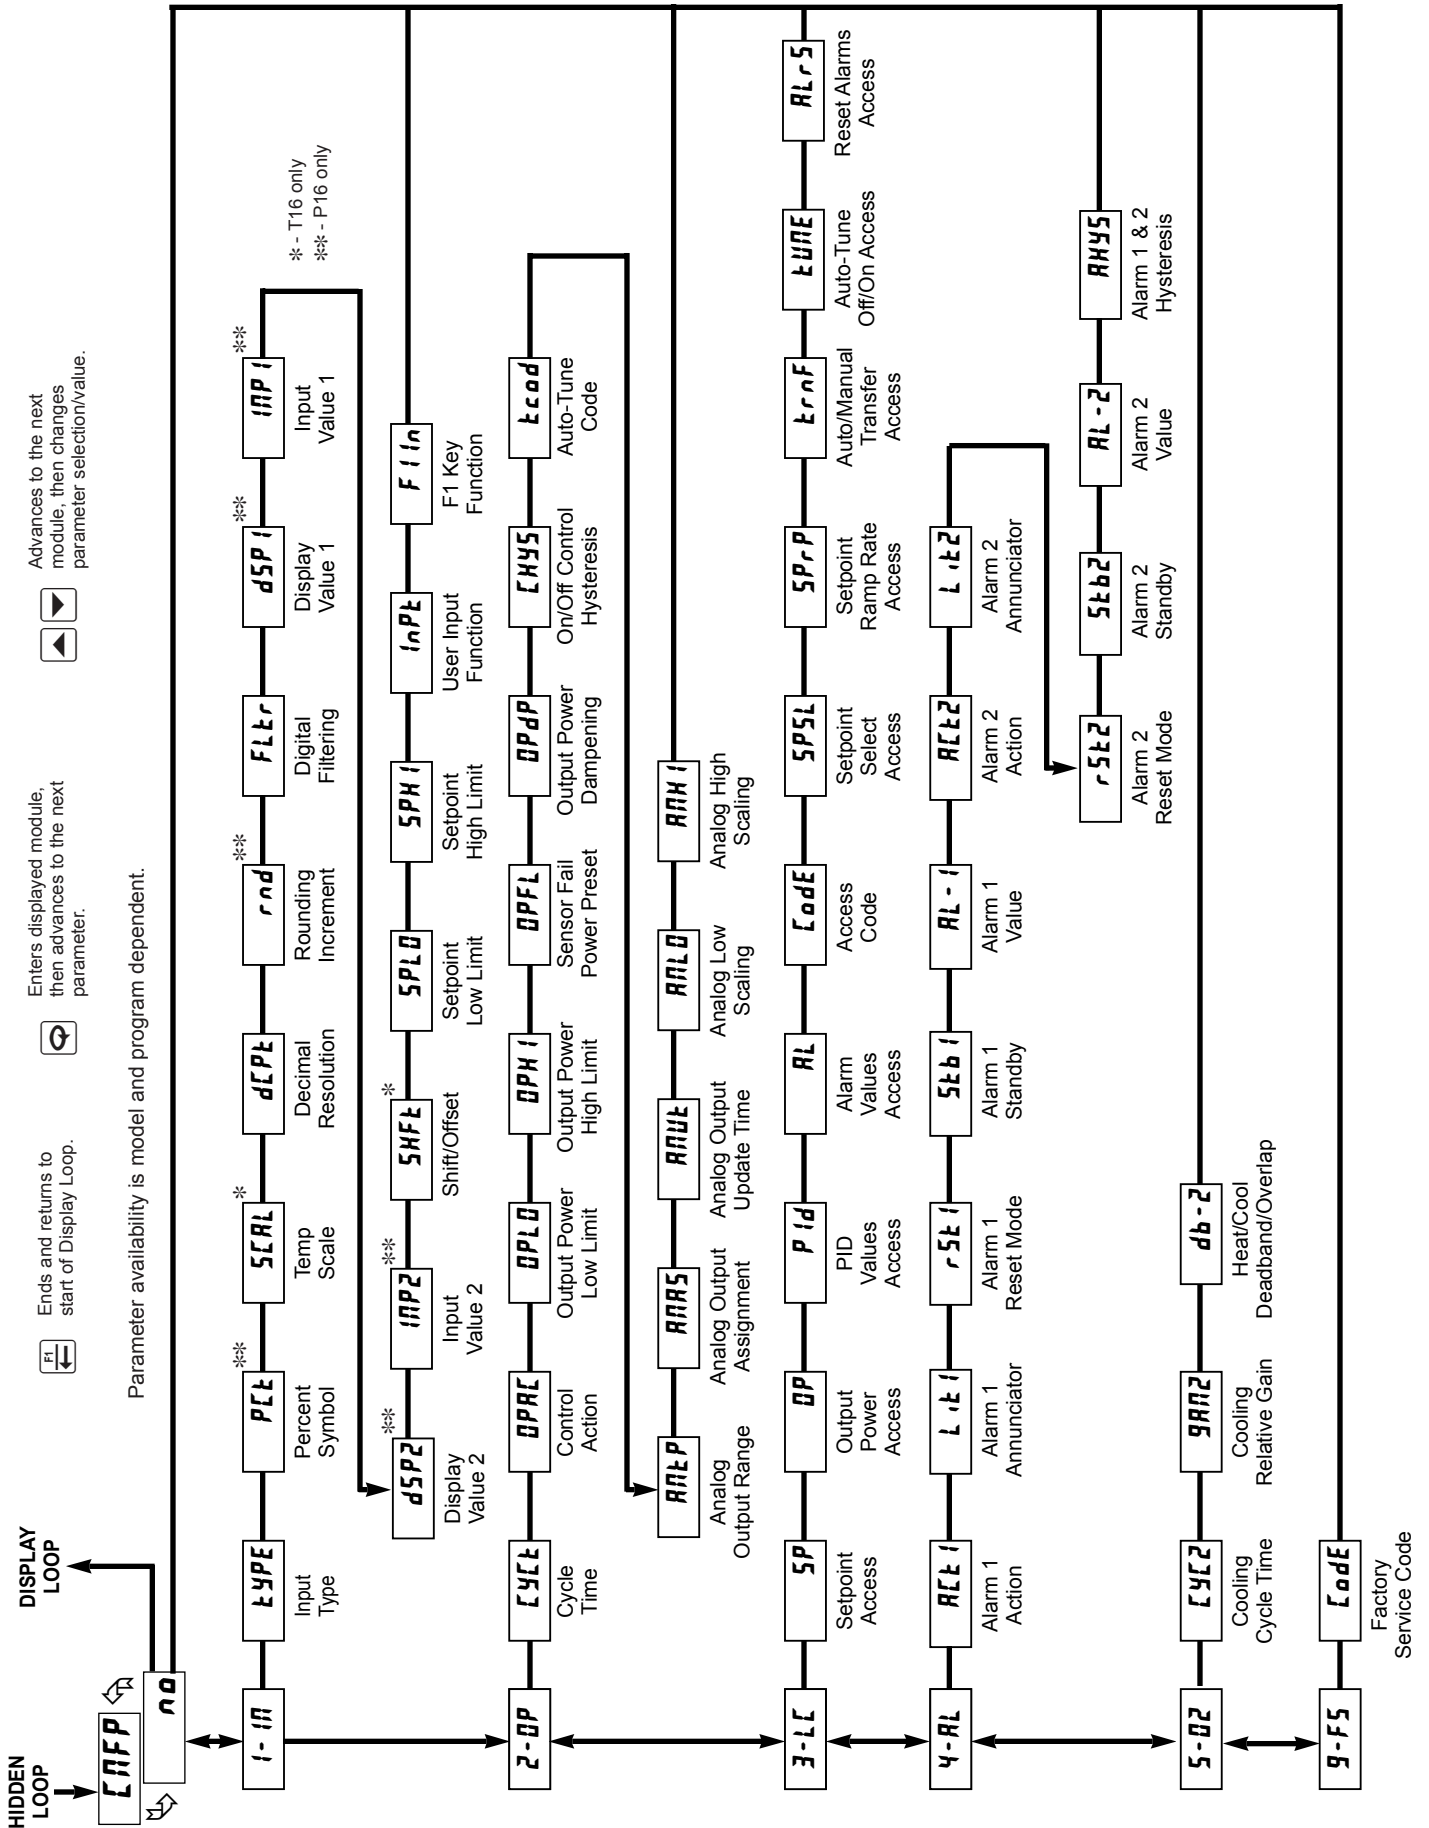 HIDDEN
LOOP
CNFP
NO
DISPLAY
LOOP
F1
Ends and returns to
start of Display Loop.
Enters displayed module,
then advances to the next
parameter.
Advances to the next
module, then changes
parameter selection/value.
Parameter availability is model and program dependent.
* - T16 only
** - P16 only
1-IN
tYPE
Input
Type
PCt
**
Percent
Symbol
SCAL
*
Temp
Scale
dCPt
Decimal
Resolution
rnd
**
Rounding
Increment
FLtr
Digital
Filtering
dSP1
**
Display
Value 1
INP1
**
Input
Value 1
dSP2
**
Display
Value 2
INP2
**
Input
Value 2
SHFt
*
Shift/Offset
SPLO
Setpoint
Low Limit
SPHI
Setpoint
High Limit
InPt
User Input
Function
F1In
F1 Key
Function
2-OP
CYCt
Cycle
Time
OPAC
Control
Action
OPLO
Output Power
Low Limit
OPHI
Output Power
High Limit
OPFL
Sensor Fail
Power Preset
OPdP
Output Power
Dampening
CHYS
On/Off Control
Hysteresis
tcod
Auto-Tune
Code
ANtP
Analog
Output Range
ANAS
Analog Output
Assignment
ANUt
Analog Output
Update Time
ANLO
Analog Low
Scaling
ANHI
Analog High
Scaling
3-LC
SP
Setpoint
Access
OP
Output
Power
Access
PId
PID
Values
Access
AL
Alarm
Values
Access
CodE
Access
Code
SPSL
Setpoint
Select
Access
SPrP
Setpoint
Ramp Rate
Access
trnF
Auto/Manual
Transfer
Access
tUNE
Auto-Tune
Off/On Access
ALrS
Reset Alarms
Access
4-AL
ACt1
Alarm 1
Action
Lit1
Alarm 1
Annunciator
rSt1
Alarm 1
Reset Mode
Stb1
Alarm 1
Standby
AL-1
Alarm 1
Value
ACt2
Alarm 2
Action
Lit2
Alarm 2
Annunciator
rSt2
Alarm 2
Reset Mode
Stb2
Alarm 2
Standby
AL-2
Alarm 2
Value
AHYS
Alarm 1 & 2
Hysteresis
5-O2
CYC2
Cooling
Cycle Time
gAN2
Cooling
Relative Gain
db-2
Heat/Cool
Deadband/Overlap
9-FS
CodE
Factory
Service Code